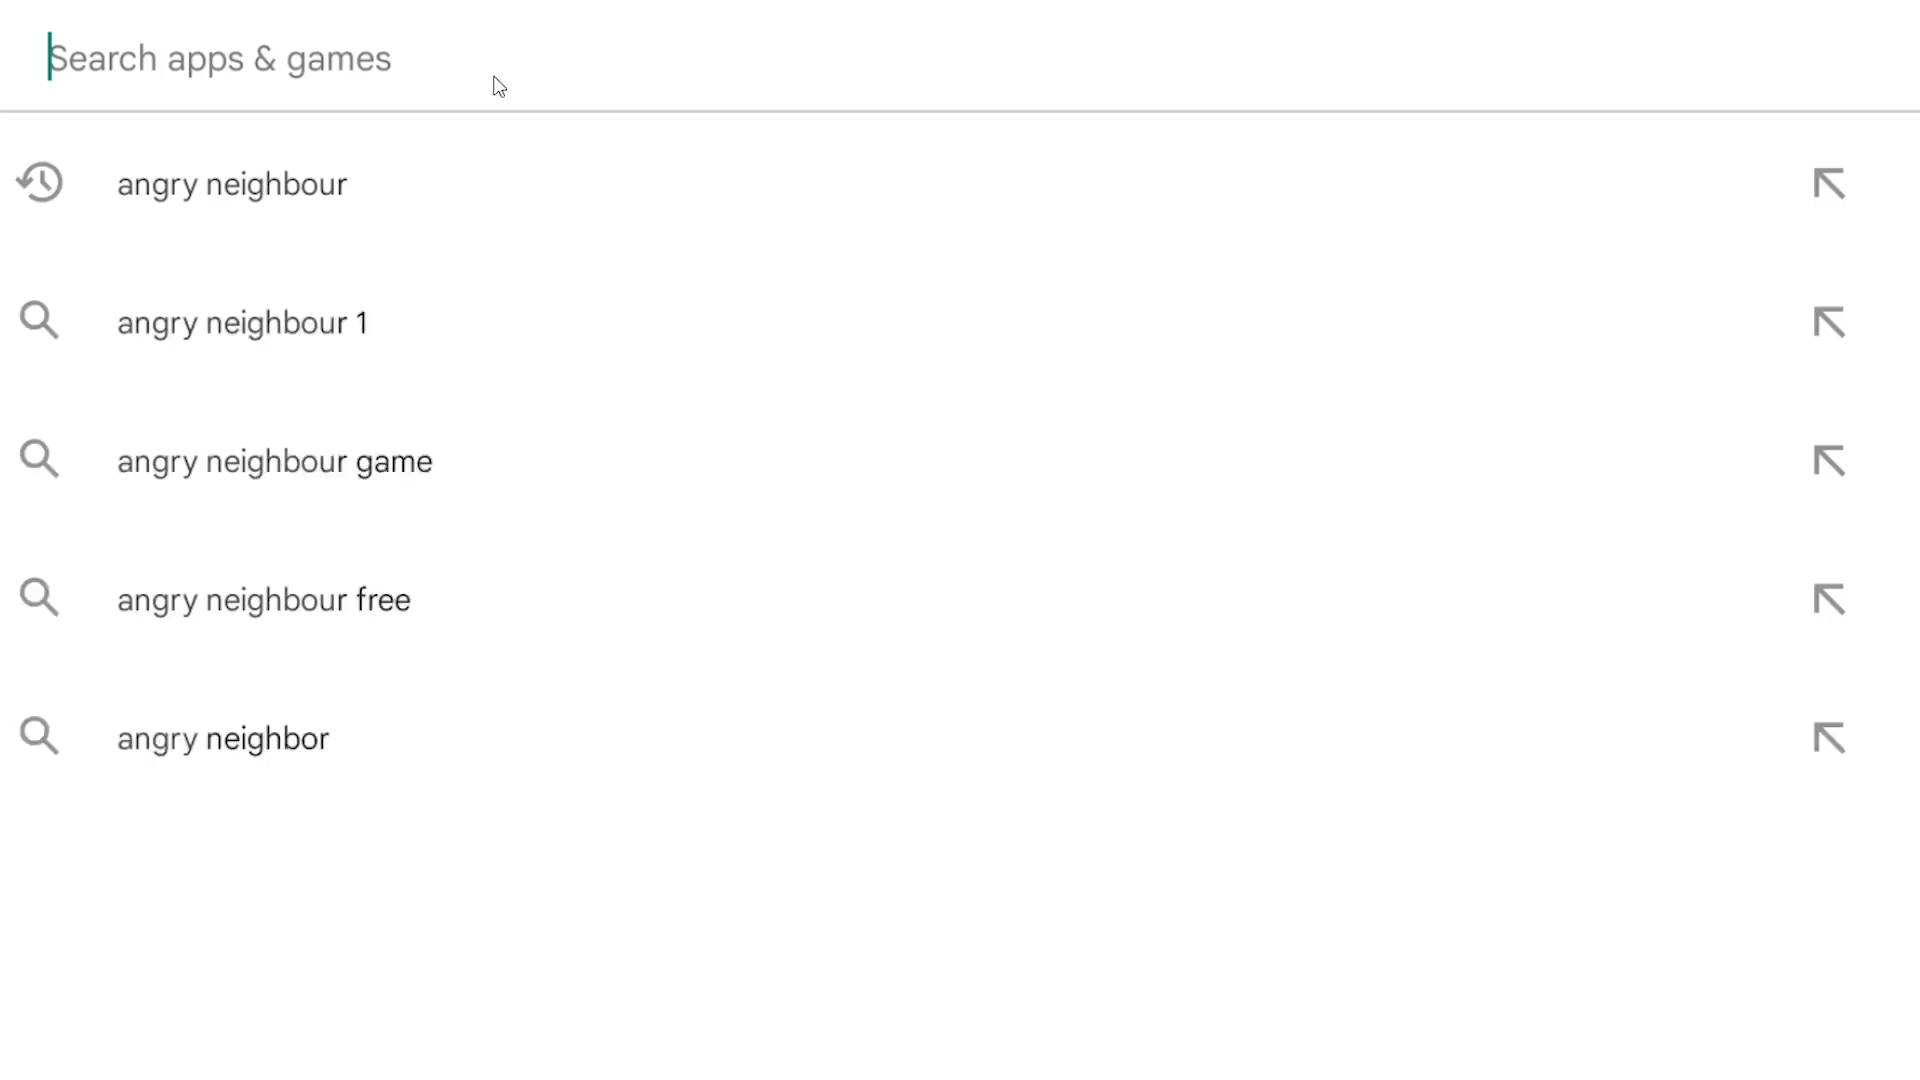 Search apps & games
angry neighbour
angry neighbour 1
angry neighbour game
angry neighbour free
angry neighbor